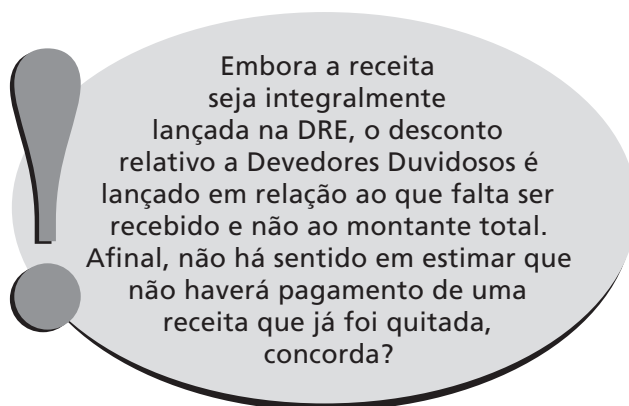 Embora a receita
seja integralmente
lançada na DRE, o desconto
relativo a Devedores Duvidosos é
lançado em relação ao que falta ser
recebido e não ao montante total.
Afinal, não há sentido em estimar que
não haverá pagamento de uma
receita que já foi quitada,
concorda?